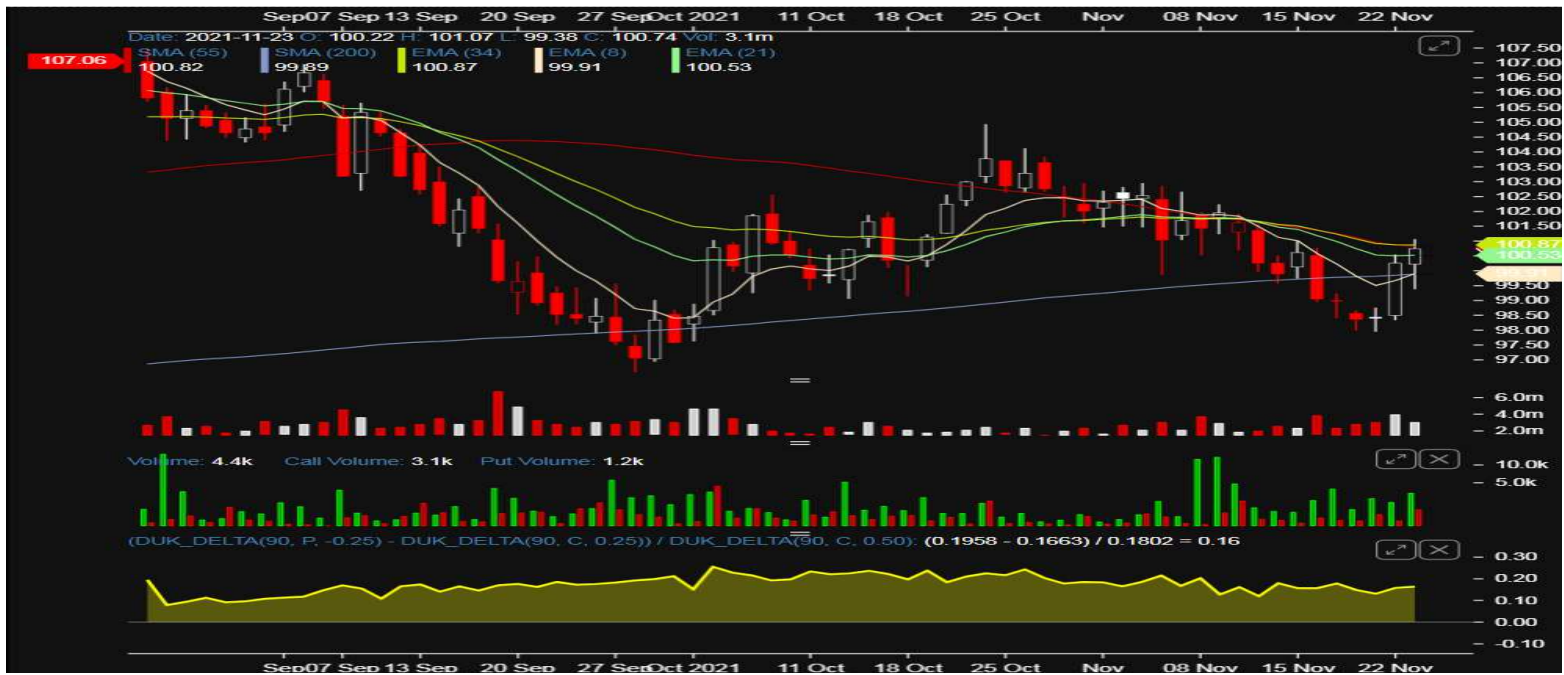 Sep07 Sep 13 Sep 20 Sep 27 SepOct 2021 11 Oct 18 Oct 25 Oct Nov 08 Nov 15 Nov 22 Nov
Date: 2021-11-23 O: 100.22 H: 101.07 L: 99.38 C: 100.74 Vol: 3.1m
SMA (55) SMA (200) EMA (34) EMA (8) EMA (21)
100.82 99.89 100.87 99.91 100.53
107.06
107.50
107.00
106.50
106.00
105.50
105.00
104.50
104.00
103.50
103.00
102.50
102.00
101.50
100.87
100.53
99.91
99.50
99.00
98.50
98.00
97.50
97.00
6.0m
4.0m
2.0m
Volume: 4.4k Call Volume: 3.1k Put Volume: 1.2k
10.0k
5.0k
(DUK_DELTA(90, P, -0.25) - DUK_DELTA(90, C, 0.25)) / DUK_DELTA(90, C, 0.50): (0.1958 - 0.1663) / 0.1802 = 0.16
0.30
0.20
0.10
0.00
-0.10
Sep07 Sep 13 Sep 20 Sep 27 SepOct 2021 11 Oct 18 Oct 25 Oct Nov 08 Nov 15 Nov 22 Nov